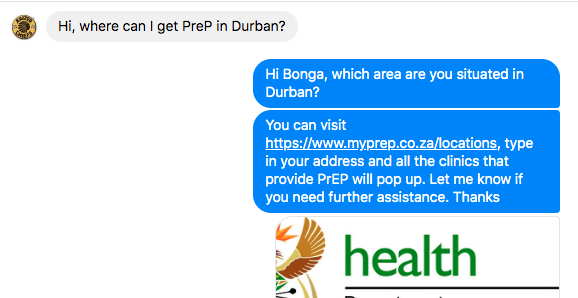 Hi, where can I get PreP in Durban?
Hi Bonga, which area are you situated in
Durban?
You can visit
https://www.myprep.co.za/locations, type
in your address and all the clinics that
provide PrEP will pop up. Let me know if
you need further assistance. Thanks
health